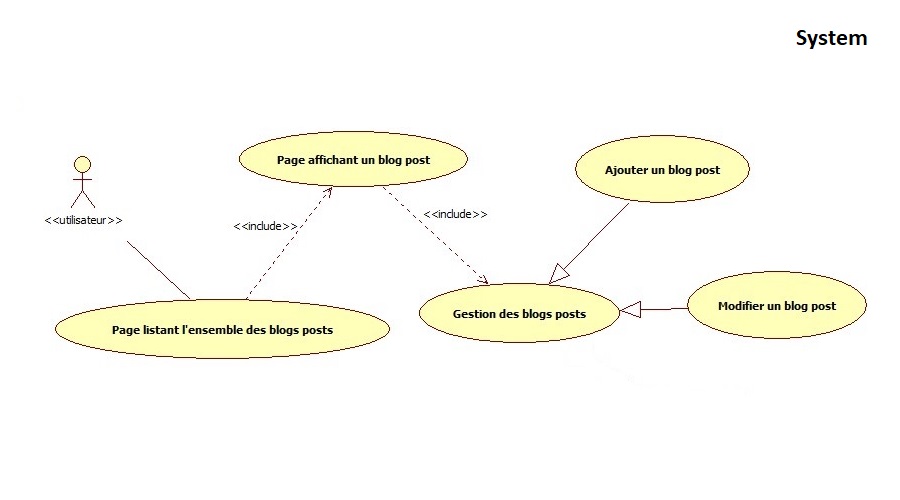 System
Page affichant un blog post
Ajouter un blog post
<<utilisateur>>
<<include>>
<<include>>
Page listant l'ensemble des blogs posts
Gestion des blogs posts
Modifier un blog post